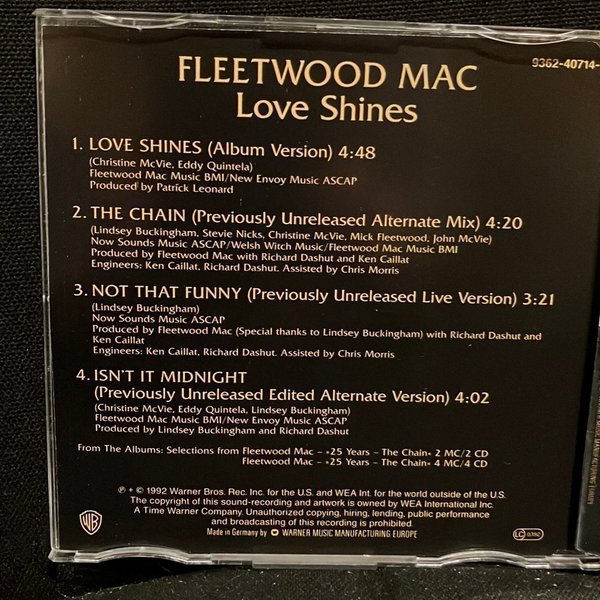 9362-40714-
FLEETWOOD MAC
Love Shines
1. LOVE SHINES (Album Version) 4:48
(Christine McVie, Eddy Quintela)
Fleetwood Mac Music BMI/New Envoy Music ASCAP
Produced by Patrick Leonard
2. THE CHAIN (Previously Unreleased Alternate Mix) 4:20
(Lindsey Buckingham, Stevie Nicks, Christine McVie, Mick Fleetwood, John McVie)
Now Sounds Music ASCAP/Welsh Witch Music/Fleetwood Mac Music BMI
Produced by Fleetwood Mac with Richard Dashut and Ken Caillat
Engineers: Ken Caillat, Richard Dashut. Assisted by Chris Morris
3. NOT THAT FUNNY (Previously Unreleased Live Version) 3:21
(Lindsey Buckingham)
Now Sounds Music ASCAP
Produced by Fleetwood Mac (Special thanks to Lindsey Buckingham) with Richard Dashut and
Ken Caillat
Engineers: Ken Caillat, Richard Dashut. Assisted by Chris Morris
4. ISN'T IT MIDNIGHT
(Previously Unreleased Edited Alternate Version) 4:02
(Christine McVie, Eddy Quintela, Lindsey Buckingham)
Fleetwood Mac Music BMI/New Envoy Music ASCAP
Produced by Lindsey Buckingham and Richard Dashut
From The Albums: Selections from Fleetwood Mac – »25 Years – The Chain« 2 MC/2 CD
Fleetwood Mac – »25 Years – The Chain« 4 MC/4 CD
℗ + © 1992 Warner Bros. Rec. Inc. for the U.S. and WEA Int. for the world outside of the U.S.
The copyright of this sound-recording and artwork is owned by WEA International Inc.
A Time Warner Company. Unauthorized copying, hiring, lending, public performance
and broadcasting of this recording is prohibited.
Made in Germany by WARNER MUSIC MANUFACTURING EUROPE
WB
LC